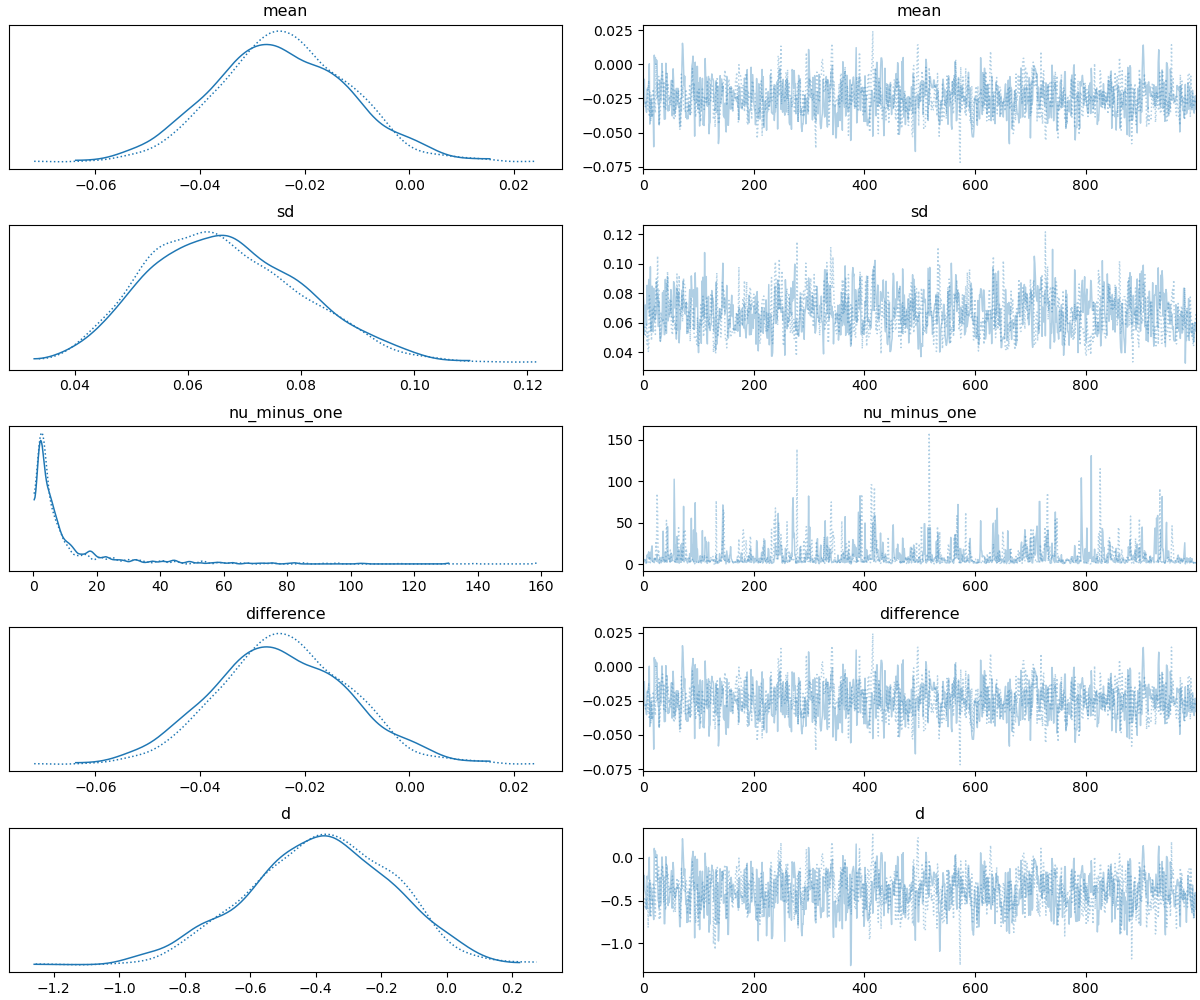 mean
mean
0.025
0.000
−0.025
−0.050
−0.075
−0.06 −0.04 −0.02 0.00 0.02
0 200 400 600 800
sd
sd
0.12
0.10
0.08
0.06
0.04
0.04 0.06 0.08 0.10 0.12
0 200 400 600 800
nu_minus_one
nu_minus_one
150
100
50
0
0 20 40 60 80 100 120 140 160
0 200 400 600 800
difference
difference
0.025
0.000
−0.025
−0.050
−0.075
−0.06 −0.04 −0.02 0.00 0.02
0 200 400 600 800
d
d
0.0
−0.5
−1.0
−1.2 −1.0 −0.8 −0.6 −0.4 −0.2 0.0 0.2
0 200 400 600 800